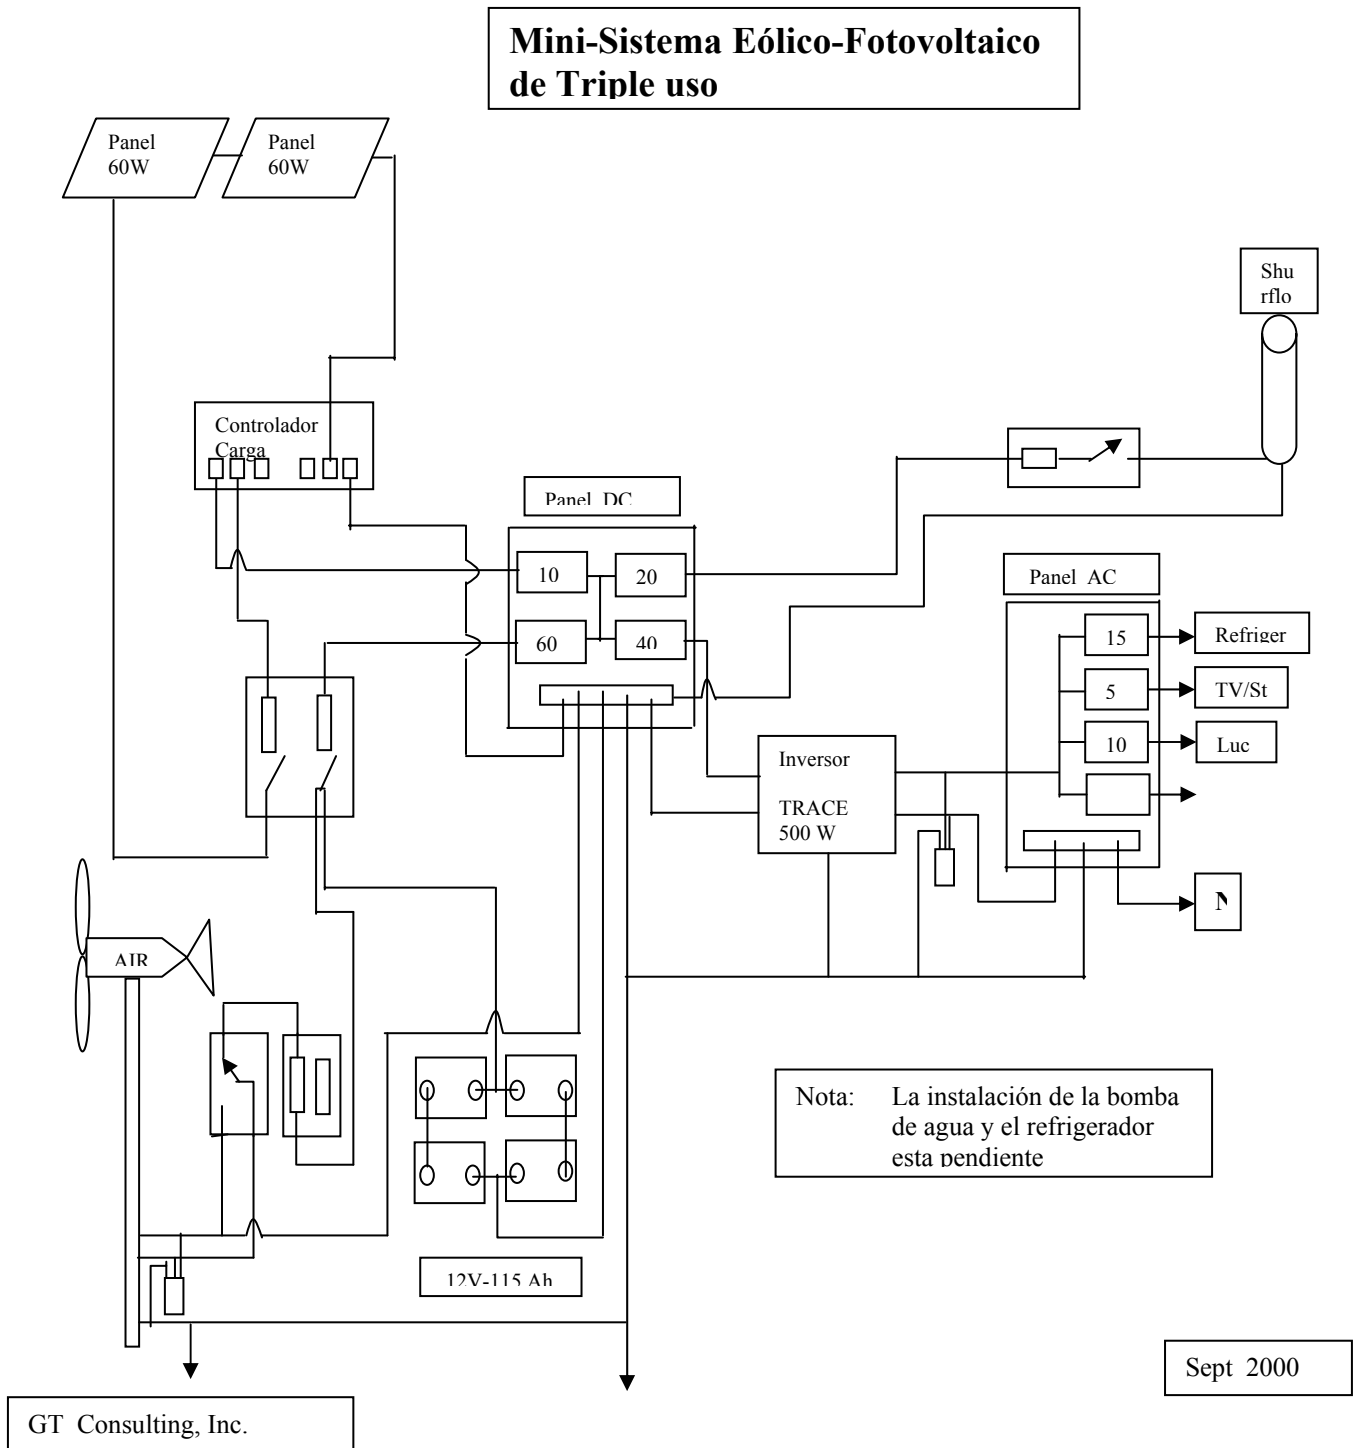 Mini-Sistema Eólico-Fotovoltaico
de Triple uso
Panel
60W
Panel
60W
Shu
rflo
Controlador
Carga
Panel DC
10
20
60
40
Panel AC
15
Refriger
5
TV/St
10
Luc
Inversor
TRACE
500 W
N
AIR
Nota: La instalación de la bomba
de agua y el refrigerador
esta pendiente
12V-115 Ah
Sept 2000
GT Consulting, Inc.